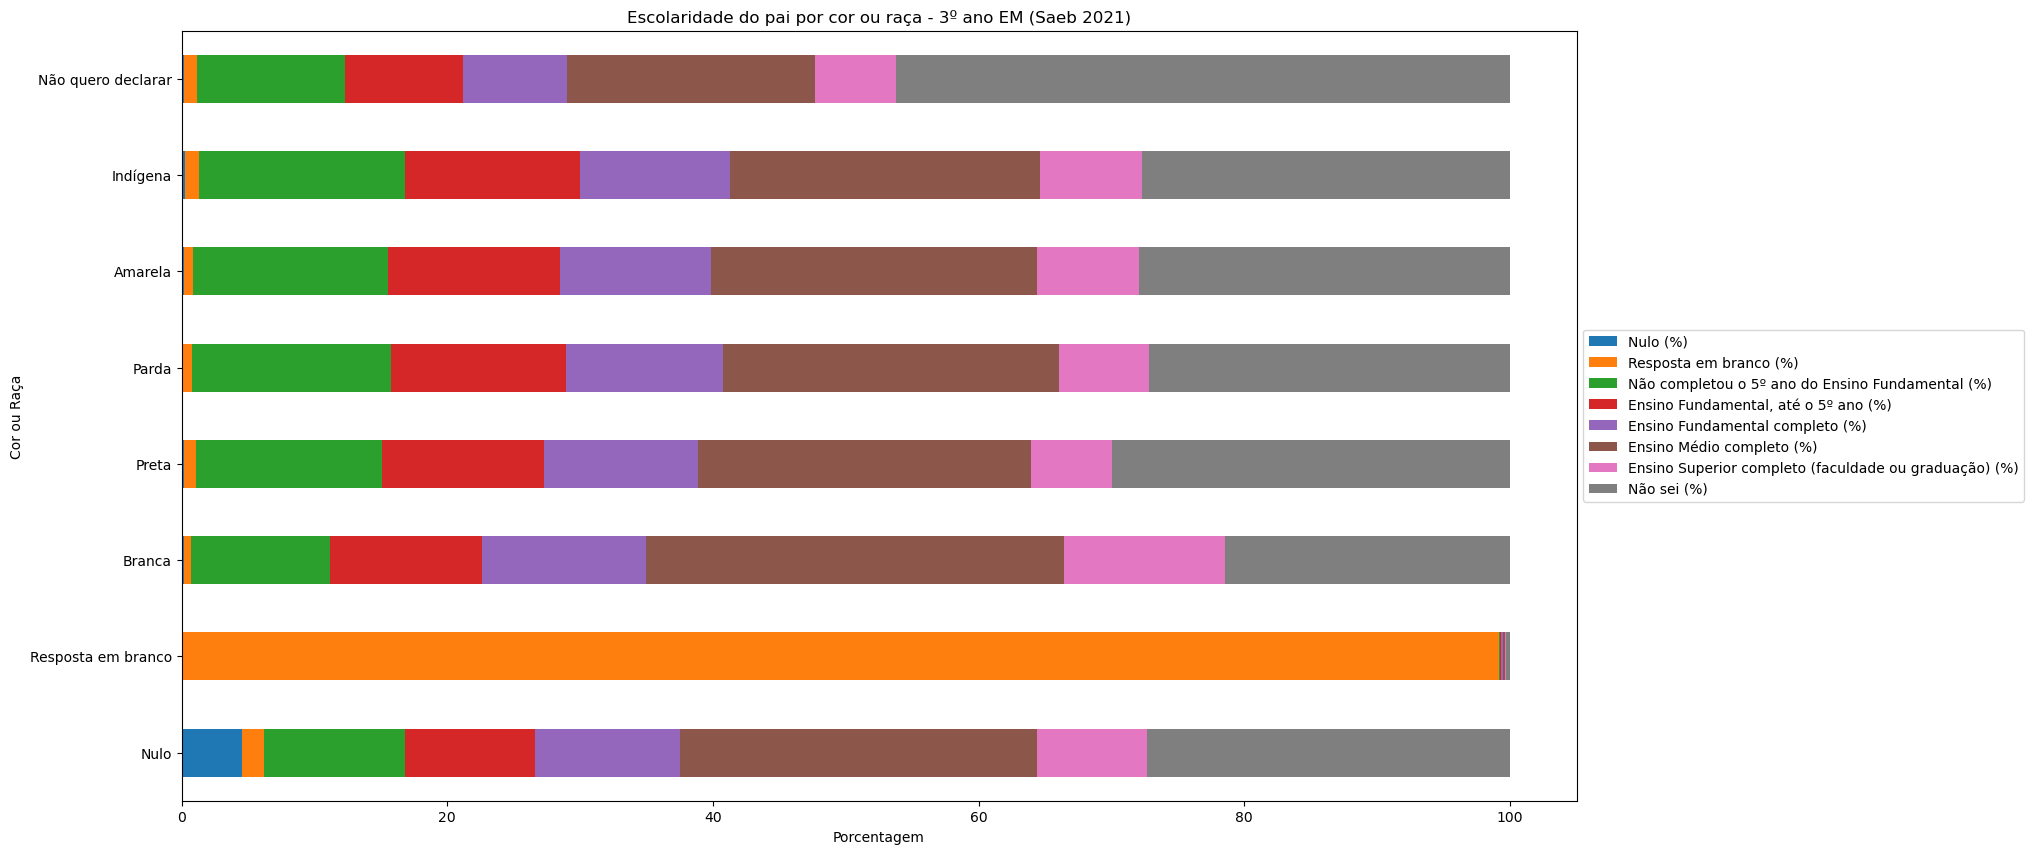 Escolaridade do pai por cor ou raça - 3º ano EM (Saeb 2021)
Cor ou Raça
Não quero declarar
Indígena
Amarela
Parda
Preta
Branca
Resposta em branco
Nulo
0
20
40
60
80
100
Porcentagem
Nulo (%)
Resposta em branco (%)
Não completou o 5º ano do Ensino Fundamental (%)
Ensino Fundamental, até o 5º ano (%)
Ensino Fundamental completo (%)
Ensino Médio completo (%)
Ensino Superior completo (faculdade ou graduação) (%)
Não sei (%)